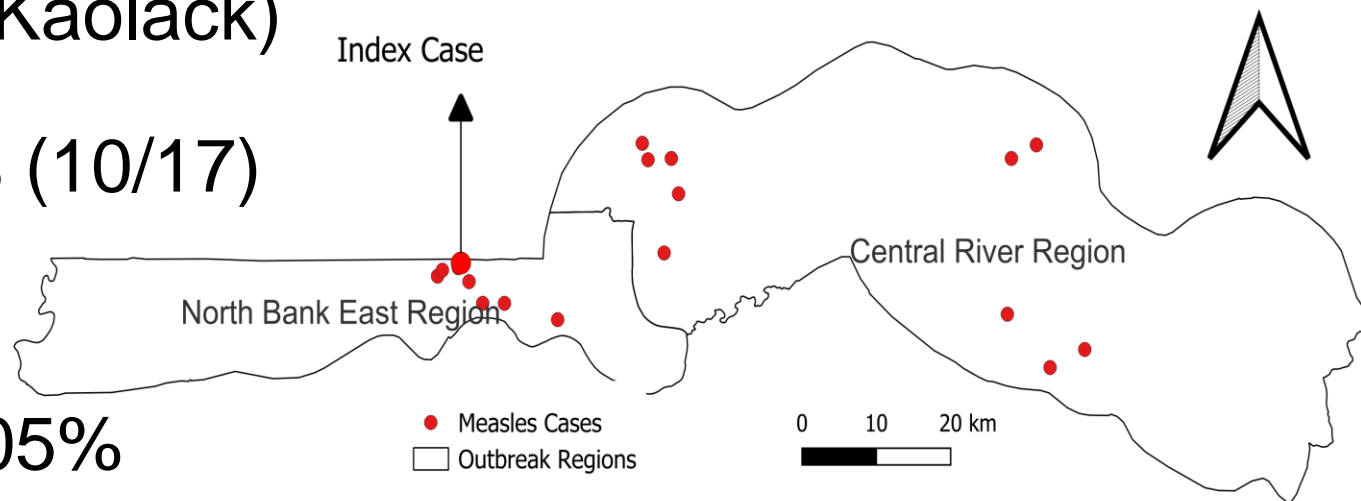 Kaolack)
Index Case
(10/17)
Central River Region
North Bank East Region
Measles Cases
0 10 20 km
Outbreak Regions
05%